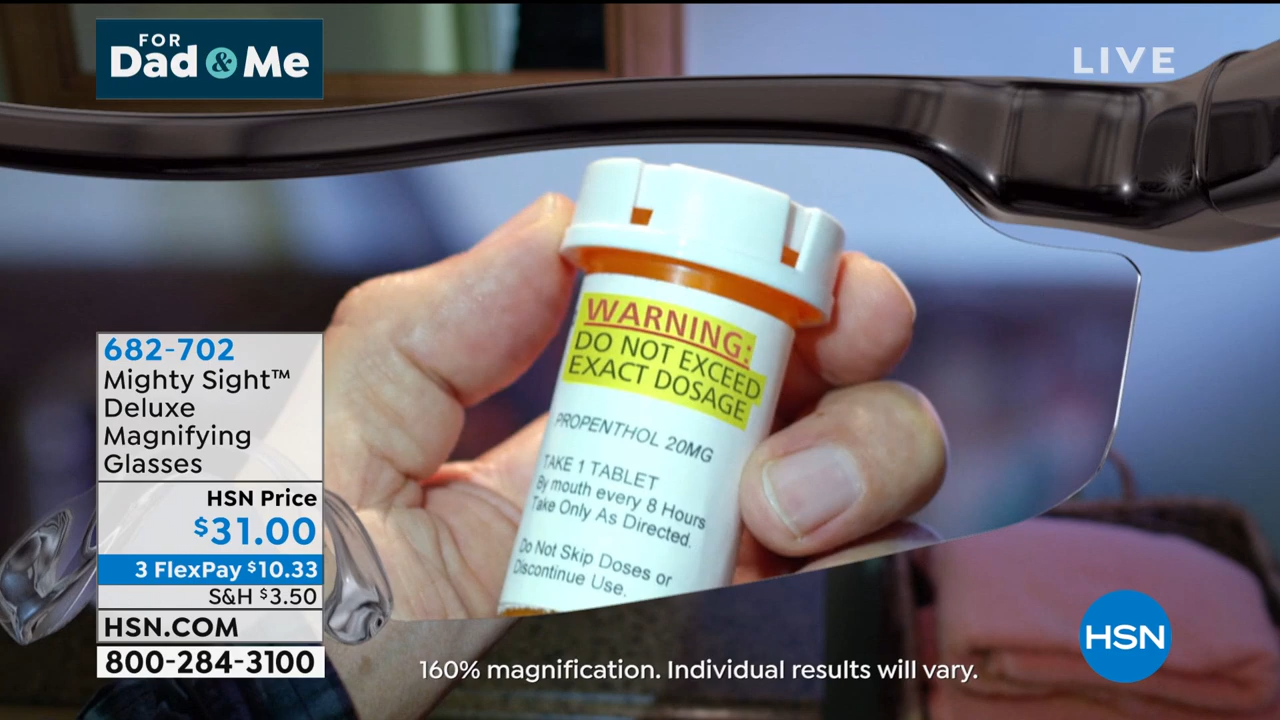 FOR
Dad & Me
LIVE
WARNING:
DO NOT EXCEED
EXACT DOSAGE
PROPENTHOL 20MG
TAKE 1 TABLET
By mouth every 8 Hours
Take Only As Directed.
Do Not Skip Doses or
Discontinue Use.
682-702
Mighty Sight™
Deluxe
Magnifying
Glasses
HSN Price
$31.00
3 FlexPay $10.33
S&H $3.50
HSN.COM
800-284-3100
160% magnification. Individual results will vary.
HSN